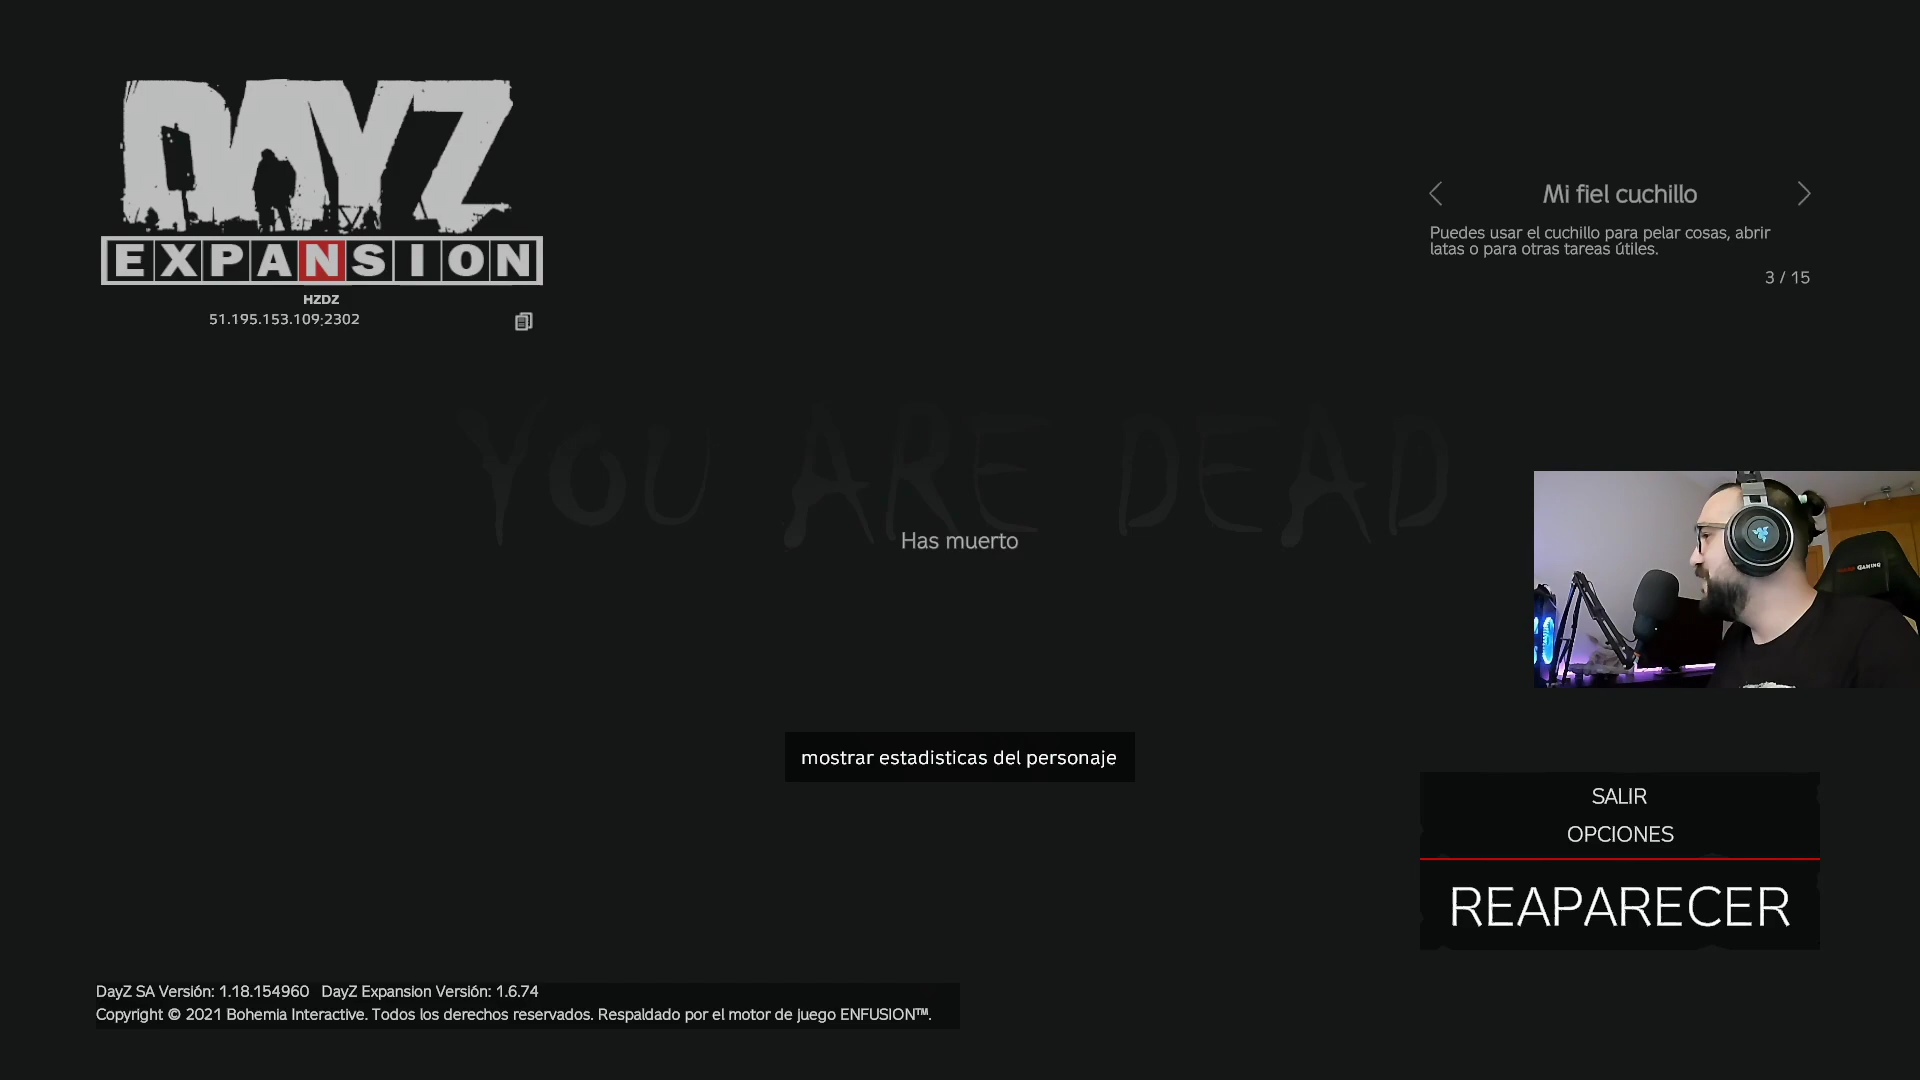 DAYZ
EXPANSION
HZDZ
51.195.153.109:2302
Mi fiel cuchillo
Puedes usar el cuchillo para pelar cosas, abrir
latas o para otras tareas útiles.
3 / 15
YOU ARE DEAD
Has muerto
GAMING
mostrar estadisticas del personaje
SALIR
OPCIONES
REAPARECER
DayZ SA Versión: 1.18.154960 DayZ Expansion Versión: 1.6.74
Copyright © 2021 Bohemia Interactive. Todos los derechos reservados. Respaldado por el motor de juego ENFUSION™.